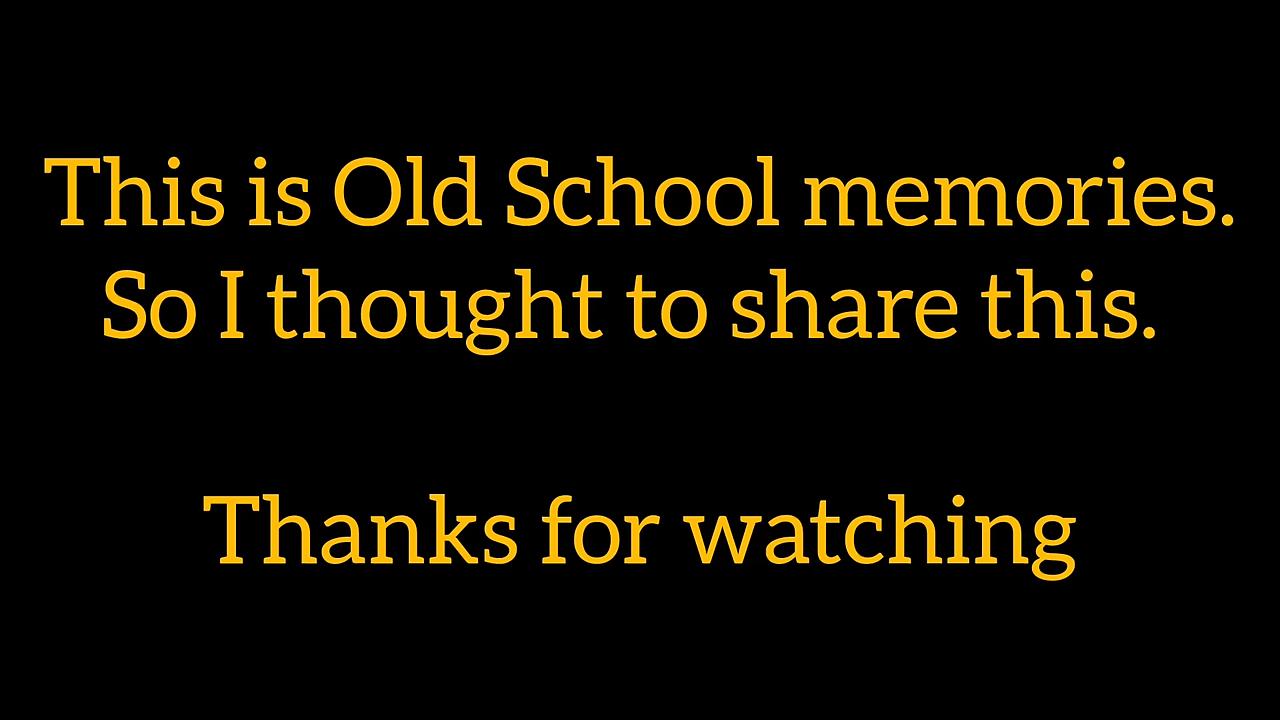 This is Old School memories.
So I thought to share this.
Thanks for watching